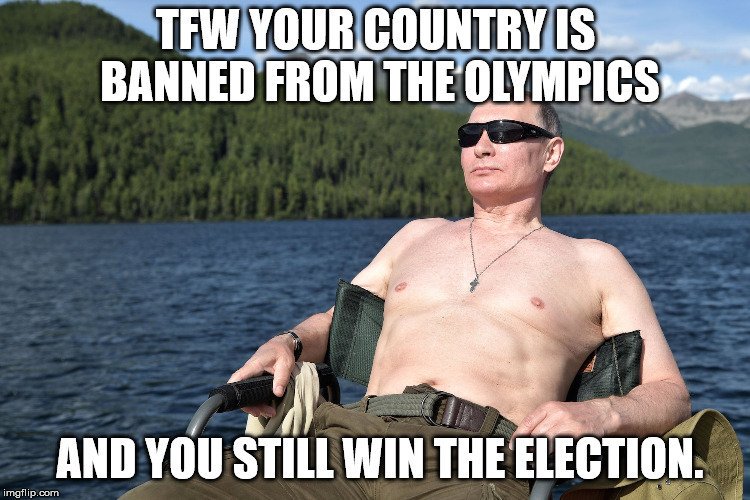 TFW YOUR COUNTRY IS
BANNED FROM THE OLYMPICS
AND YOU STILL WIN THE ELECTION.
imgflip.com